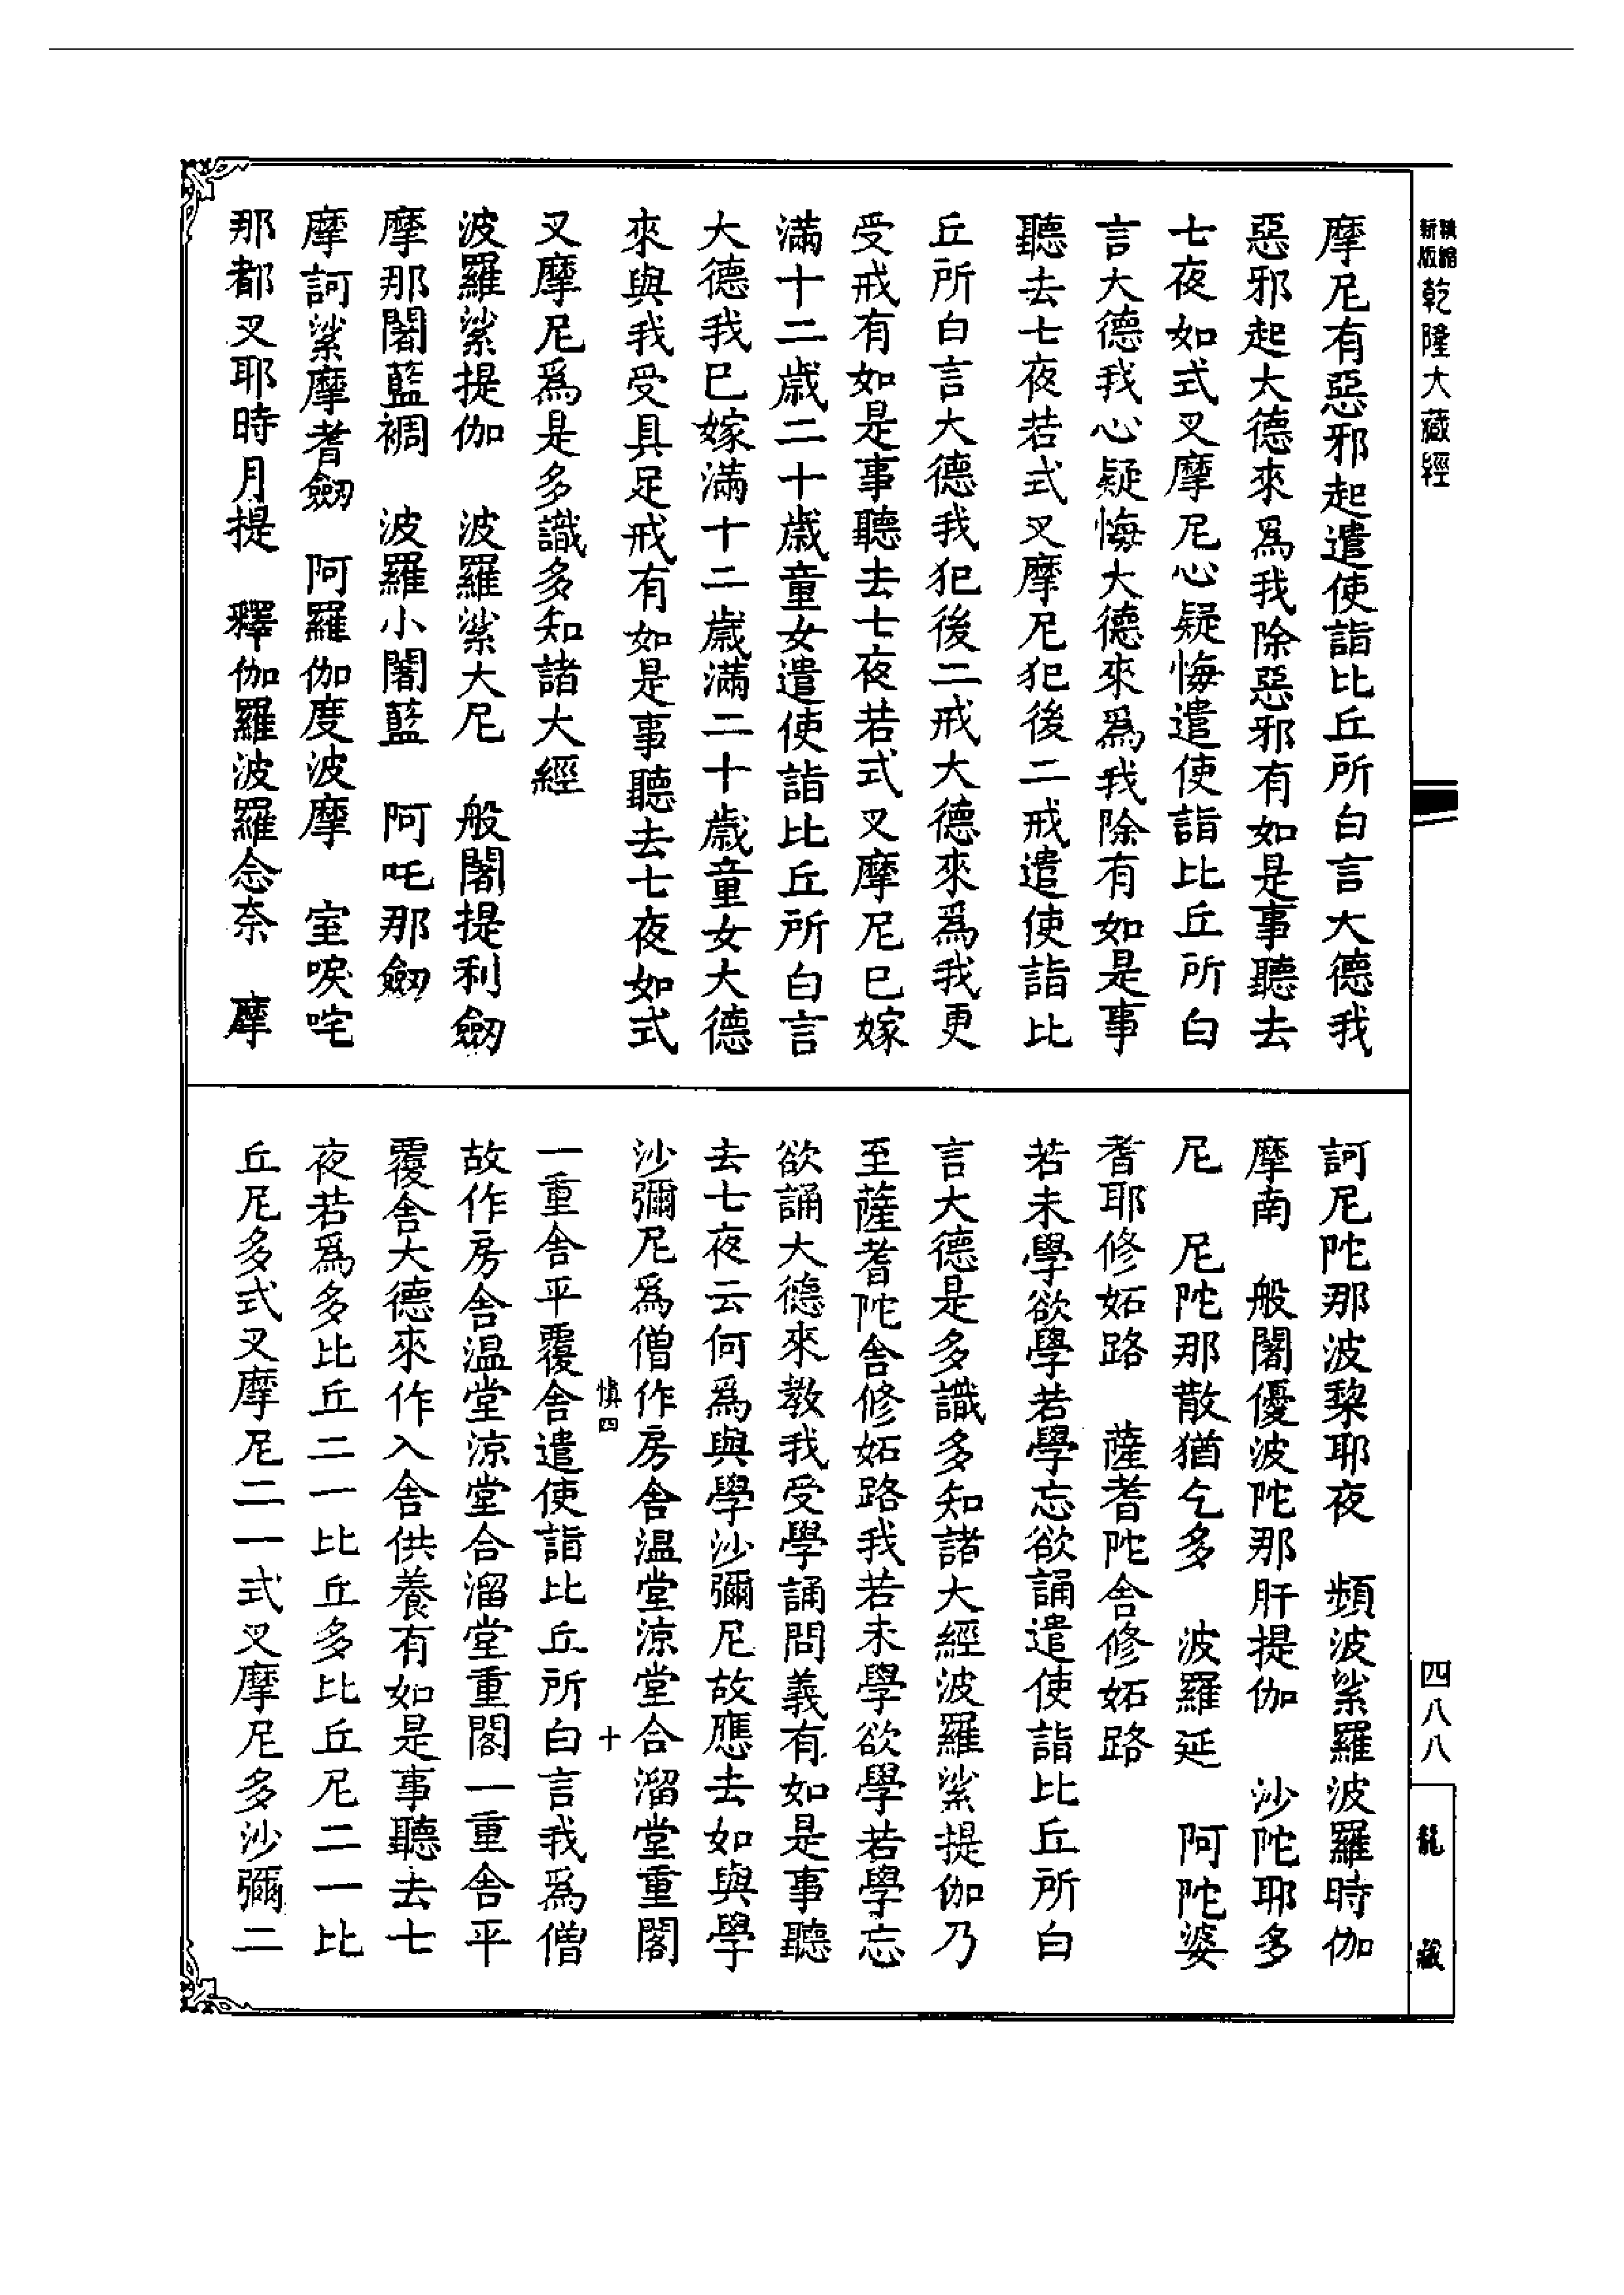 新版精縮乾隆大藏經
摩尼有惡邪起遣使詣比丘所白言大德我
惡邪起大德來爲我除惡邪有如是事聽去
七夜如式叉摩尼心疑悔遣使詣比丘所白
言大德我心疑悔大德來爲我除有如是事
聽去七夜若式叉摩尼犯後二戒遣使詣比
丘所白言大德我犯後二戒大德來爲我更
受戒有如是事聽去七夜若式叉摩尼已嫁
滿十二歲二十歲童女遣使詣比丘所白言
大德我已嫁滿十二歲滿二十歲童女大德
來與我受具足戒有如是事聽去七夜如式
叉摩尼爲是多識多知諸大經
波羅紗提伽　波羅紗大尼　般闍提利劒
摩那闍藍裯　波羅小闍藍　阿吒那劒
摩訶紗摩耆劒　阿羅伽度波摩　室唳咤
那都叉耶時月提　釋伽羅波羅念奈　摩
訶尼陀那波黎耶夜　頻波紗羅波羅時伽
摩南　般闍優波陀那肝提伽　沙陀耶多
尼　尼陀那散猶乞多　波羅延　阿陀婆
耆耶修妬路　薩耆陀舍修妬路
若未學欲學若學忘欲誦遣使詣比丘所白
言大德是多識多知諸大經波羅紗提伽乃
至薩耆陀舍修妬路我若未學欲學若學忘
欲誦大德來教我受學誦問義有如是事聽
去七夜云何爲與學沙彌尼故應去如與學
沙彌尼爲僧作房舍温堂涼堂合溜堂重閣
愼四　十
一重舍平覆舍遣使詣比丘所白言我爲僧
故作房舍温堂涼堂合溜堂重閣一重舍平
覆舍大德來作入舍供養有如是事聽去七
夜若爲多比丘二一比丘多比丘尼二一比
丘尼多式叉摩尼二一式叉摩尼多沙彌二
四八八
龍藏